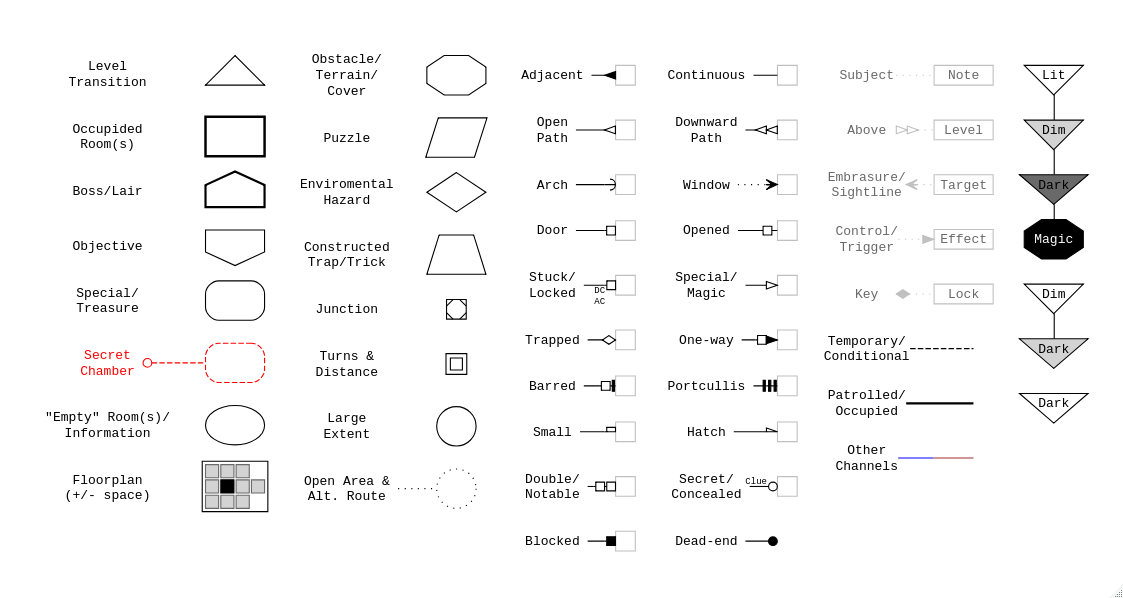 Level
Transition
Occupided
Room(s)
Boss/Lair
Objective
Special/
Treasure
Secret
Chamber
"Empty" Room(s)/
Information
Floorplan
(+/- space)
Obstacle/
Terrain/
Cover
Puzzle
Enviromental
Hazard
Constructed
Trap/Trick
Junction
Turns &
Distance
Large
Extent
Open Area &
Alt. Route
Adjacent
Open
Path
Arch
Door
Stuck/
Locked
DC
AC
Trapped
Barred
Small
Double/
Notable
Blocked
Continuous
Downward
Path
Window
Opened
Special/
Magic
One-way
Portcullis
Hatch
Secret/
Concealed
Clue
Dead-end
Subject
Note
Above
Level
Embrasure/
Sightline
Target
Control/
Trigger
Effect
Key
Lock
Temporary/
Conditional
Patrolled/
Occupied
Other
Channels
Lit
Dim
Dark
Magic
Dim
Dark
Dark